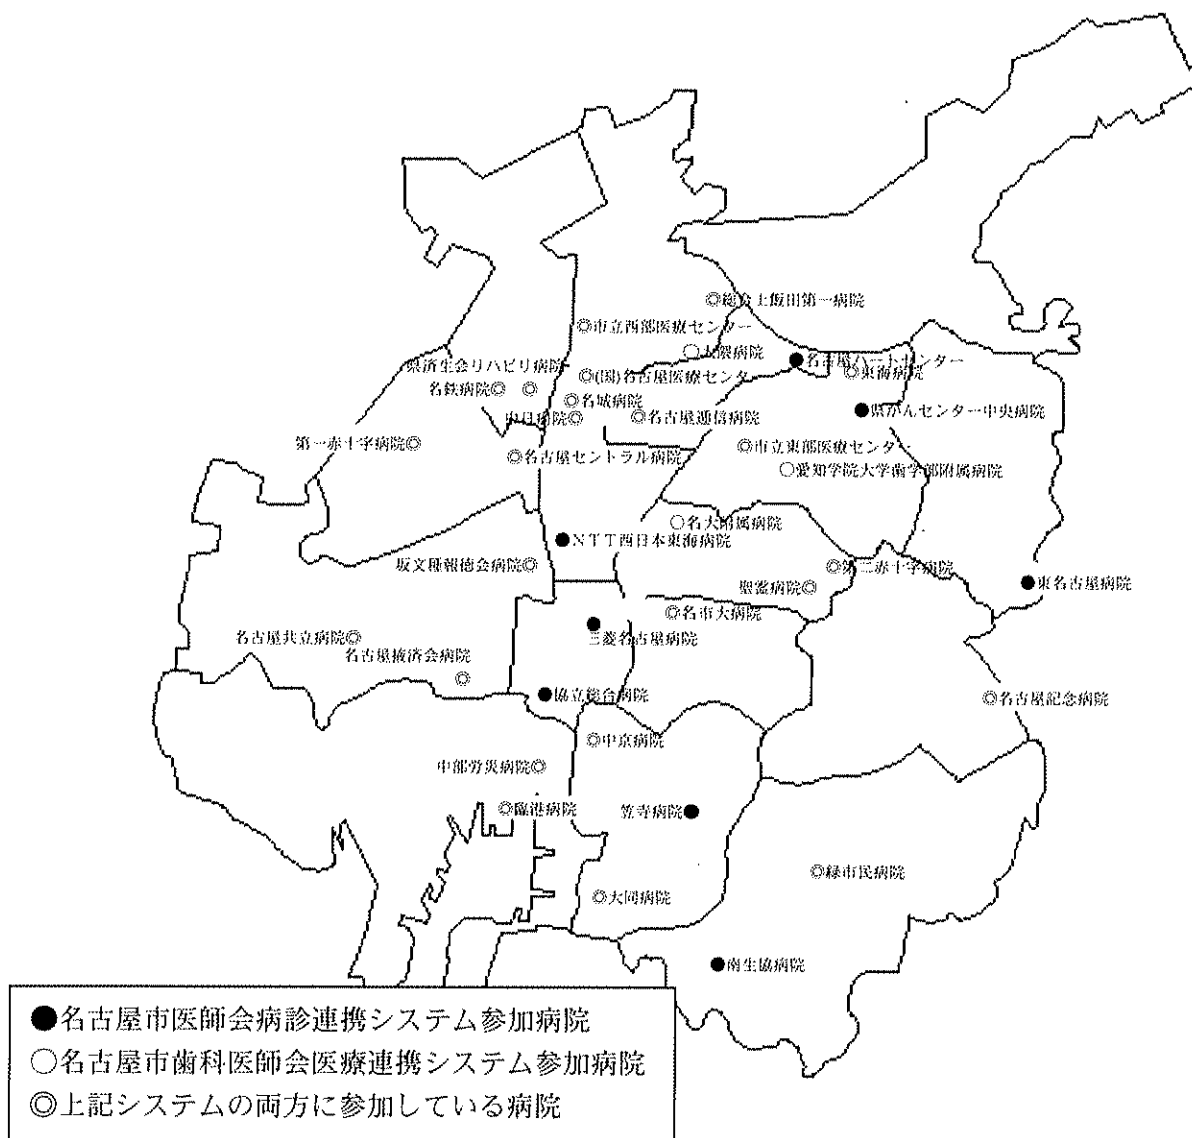 ◎総合上飯田第一病院
◎市立西部医療センター
○大隈病院
●名古屋ハートセンター
県済生会リハビリ病院
◎
◎(国)名古屋医療センター
◎東海病院
名鉄病院◎
◎名城病院
中日病院◎
◎名古屋逓信病院
●県がんセンター中央病院
第一赤十字病院◎
◎市立東部医療センター
◎名古屋セントラル病院
○愛知学院大学歯学部附属病院
○名大附属病院
●NTT西日本東海病院
坂文種報徳会病院◎
◎第二赤十字病院
聖霊病院◎
●東名古屋病院
◎名市大病院
●
三菱名古屋病院
名古屋共立病院◎
名古屋掖済会病院
◎
●協立総合病院
◎名古屋記念病院
◎中京病院
中部労災病院◎
◎臨港病院
笠寺病院●
◎緑市民病院
◎大同病院
●南生協病院
●名古屋市医師会病診連携システム参加病院
○名古屋市歯科医師会医療連携システム参加病院
◎上記システムの両方に参加している病院